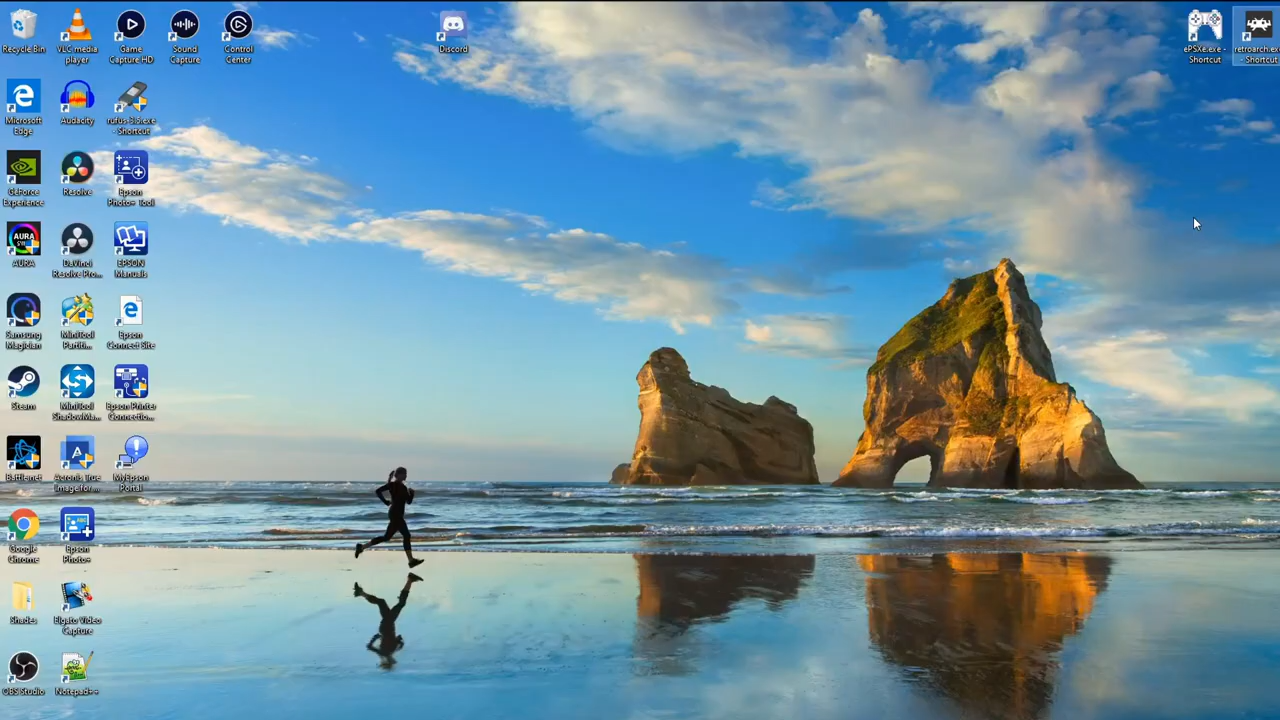 Recycle Bin
VLC media
player
Game
Capture HD
Sound
Capture
Control
Center
Discord
ePSXe.exe -
Shortcut
retroarch.exe
- Shortcut
Microsoft
Edge
Audacity
rufus-3.5.exe
- Shortcut
GeForce
Experience
Resolve
Epson
Photo+ Tool
AURA
AURA
DaVinci
Resolve Pro...
EPSON
Manuals
Samsung
Magician
MiniTool
Partiti...
Epson
Connect Site
Steam
MiniTool
ShadowMa...
Epson Printer
Connectio...
Battle.net
Acronis True
Image for ...
MyEpson
Portal
Google
Chrome
Epson
Photo+
Shades
Elgato Video
Capture
OBS Studio
Notepad++